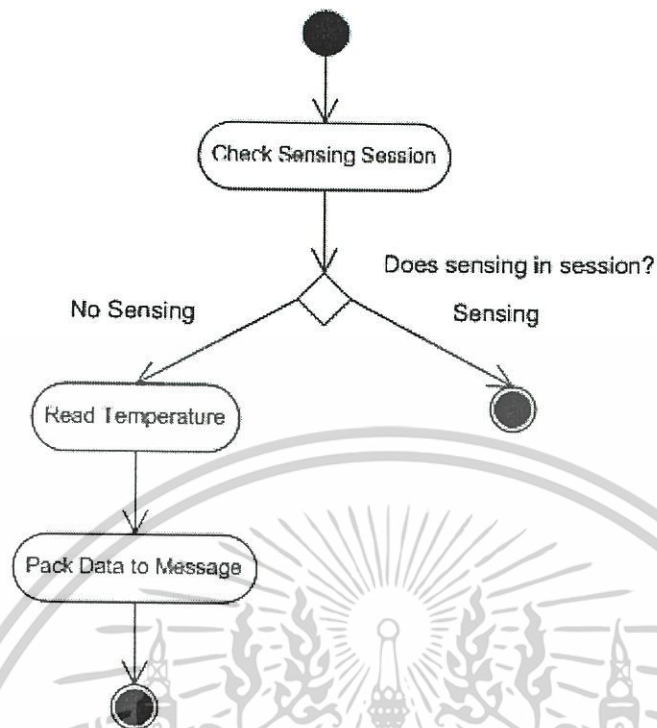 Check Sensing Session
Does sensing in session?
No Sensing
Sensing
Read Temperature
Pack Data to Message